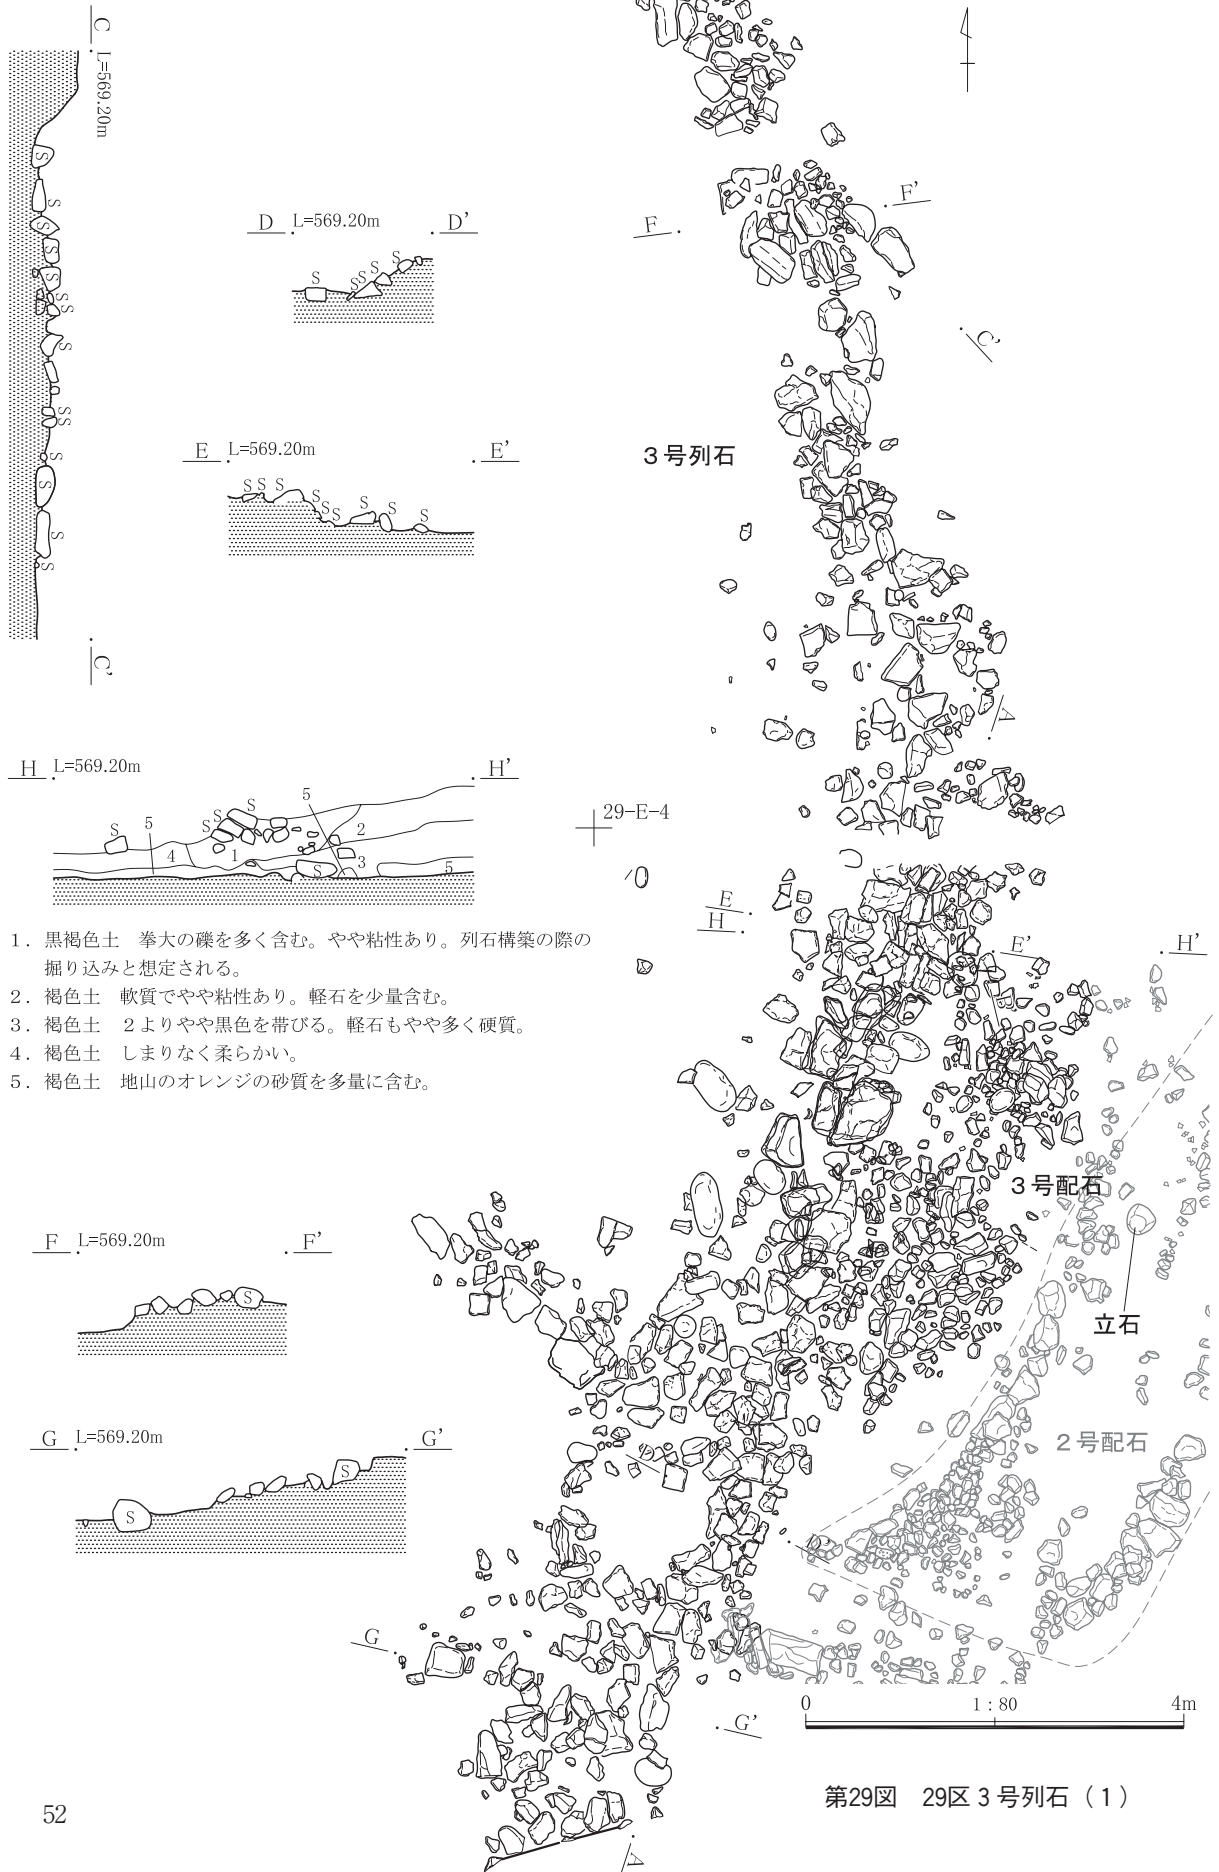 C
L=569.20m
C'
D L=569.20m D'
E L=569.20m E'
H L=569.20m H'
S
5
S
S
S
4
1
5
2
S
3
5
1．黒褐色土　拳大の礫を多く含む。やや粘性あり。列石構築の際の
掘り込みと想定される。
2．褐色土　軟質でやや粘性あり。軽石を少量含む。
3．褐色土　２よりやや黒色を帯びる。軽石もやや多く硬質。
4．褐色土　しまりなく柔らかい。
5．褐色土　地山のオレンジの砂質を多量に含む。
F L=569.20m F'
S
G L=569.20m G'
S
S
F
F'
C'
３号列石
A
29-E-4
E
H
E'
H'
３号配石
立石
２号配石
D
D'
G
G'
A
0 1：80 4m
第29図　29区３号列石（１）
52